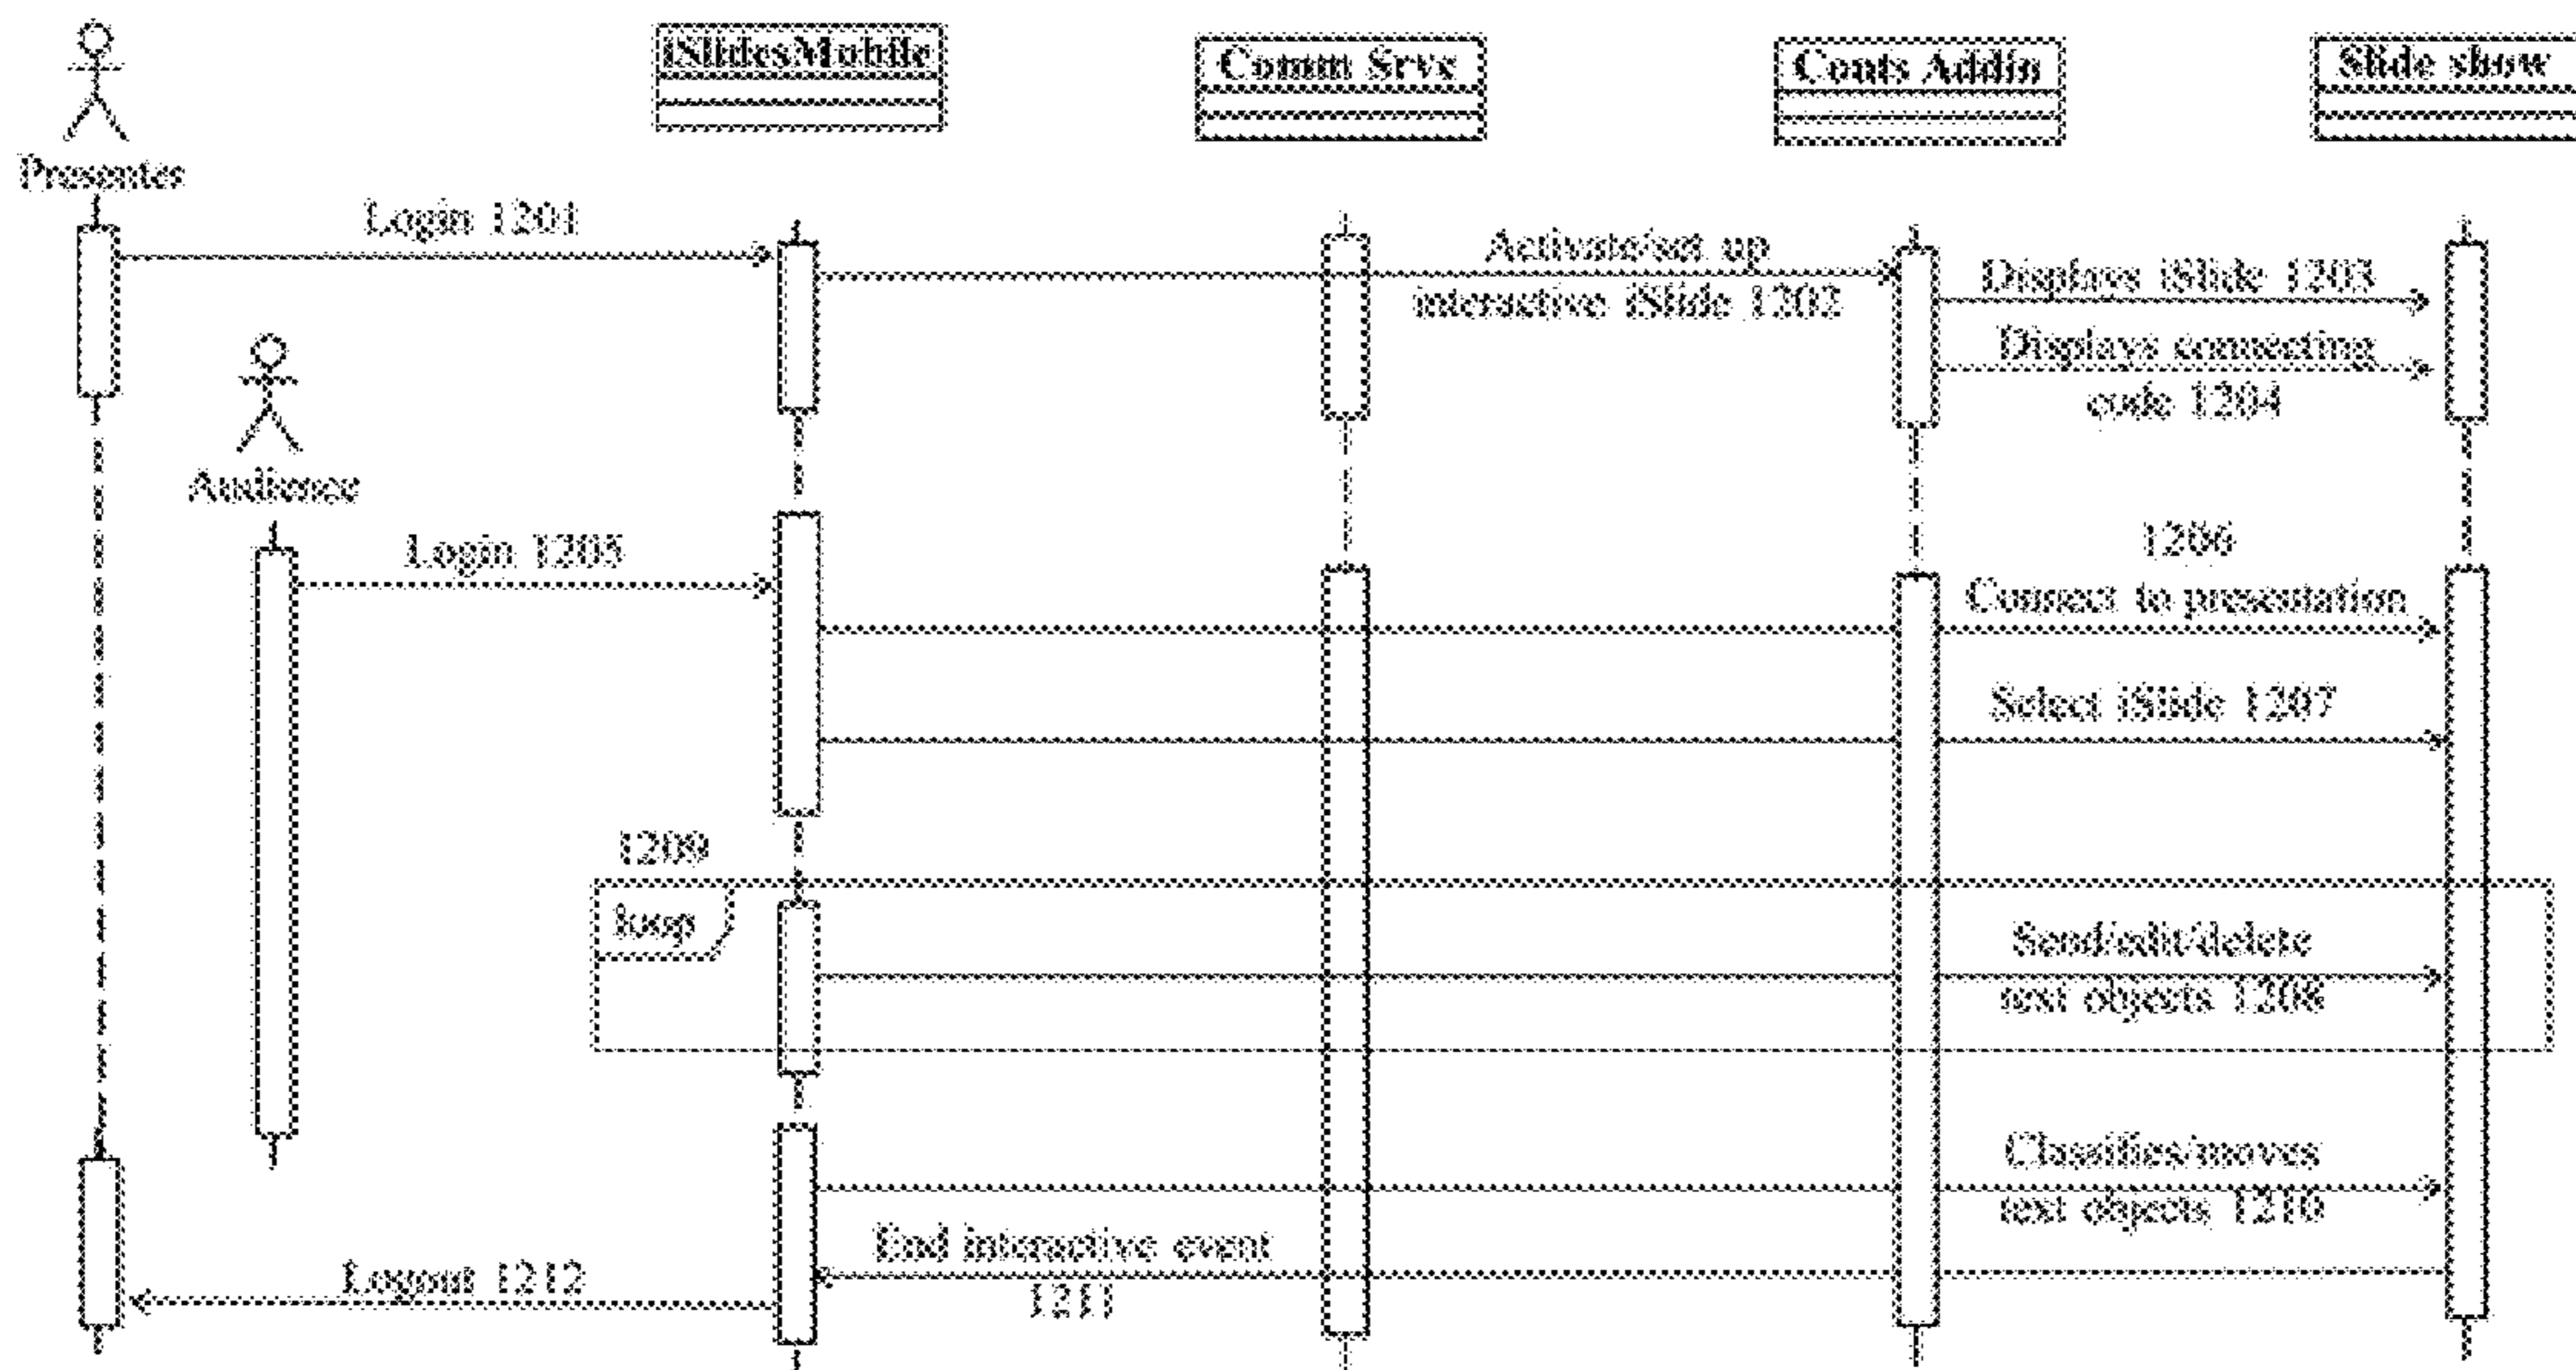 iSlidesMobile
Comm Srvc
Conts Addin
Slide show
Presenter
Login 1201
Activate/set up
interactive iSlide 1202
Displays iSlide 1203
Displays connecting
code 1204
Audience
Login 1205
1206
Connect to presentation
Select iSlide 1207
1209
loop
Send/edit/delete
text objects 1208
Classifies/moves
text objects 1210
End interactive event
1211
Logout 1212